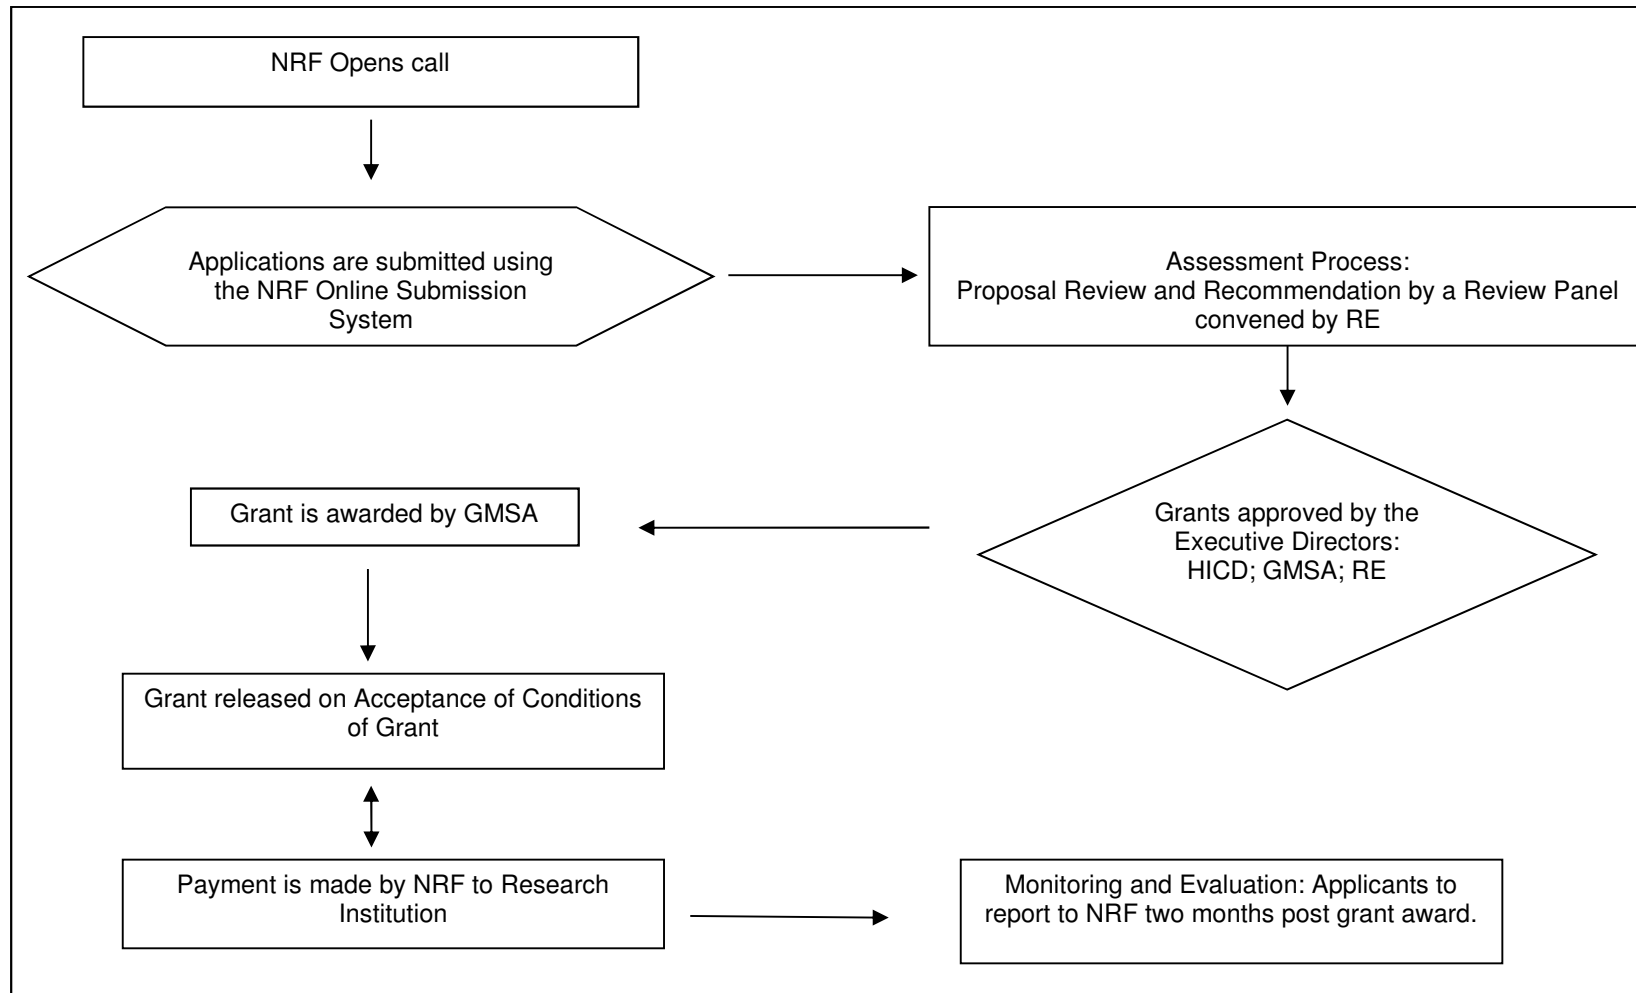 NRF Opens call
Applications are submitted using
the NRF Online Submission
System
Assessment Process:
Proposal Review and Recommendation by a Review Panel
convened by RE
Grants approved by the
Executive Directors:
HICD; GMSA; RE
Grant is awarded by GMSA
Grant released on Acceptance of Conditions
of Grant
Payment is made by NRF to Research
Institution
Monitoring and Evaluation: Applicants to
report to NRF two months post grant award.